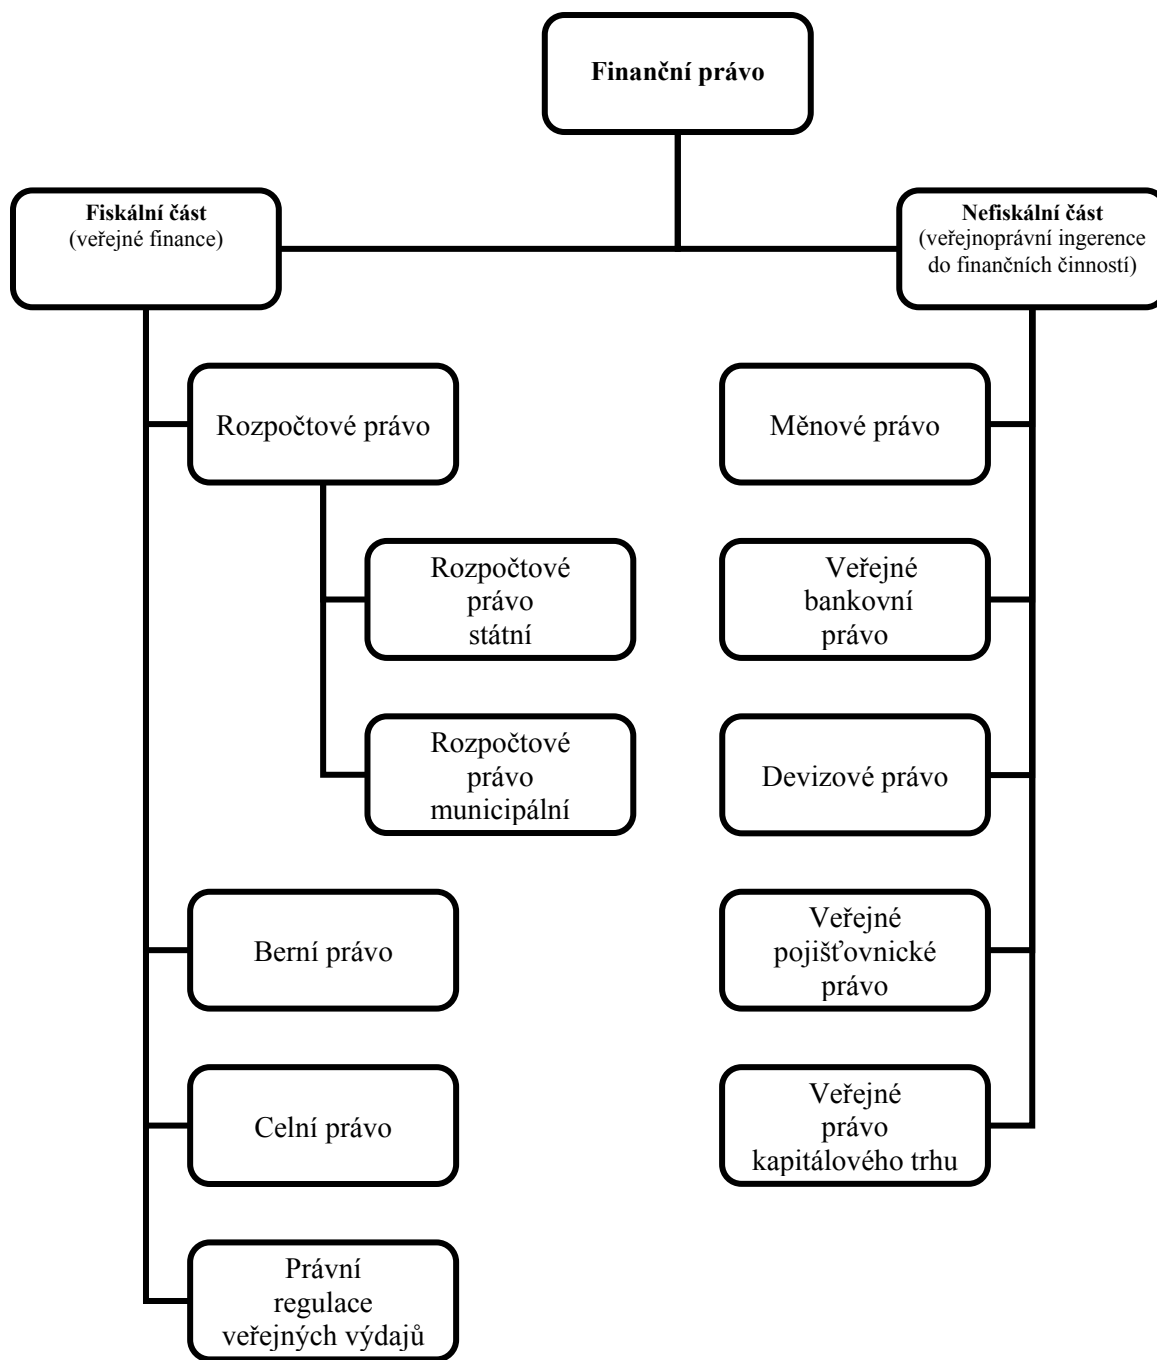 Finanční právo
Fiskální část
(veřejné finance)
Nefiskální část
(veřejnoprávní ingerence
do finančních činností)
Rozpočtové právo
Rozpočtové
právo
státní
Rozpočtové
právo
municipální
Berní právo
Celní právo
Právní
regulace
veřejných výdajů
Měnové právo
Veřejné
bankovní
právo
Devizové právo
Veřejné
pojišťovnické
právo
Veřejné
právo
kapitálového trhu